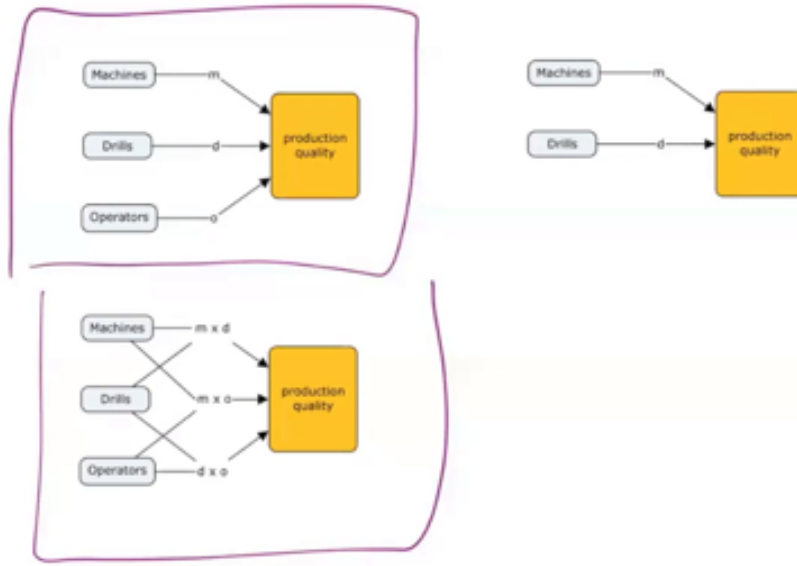 Machines
m
Drills
d
Operators
o
production
quality
Machines
m
Drills
d
production
quality
Machines
m x d
Drills
m x o
Operators
d x o
production
quality